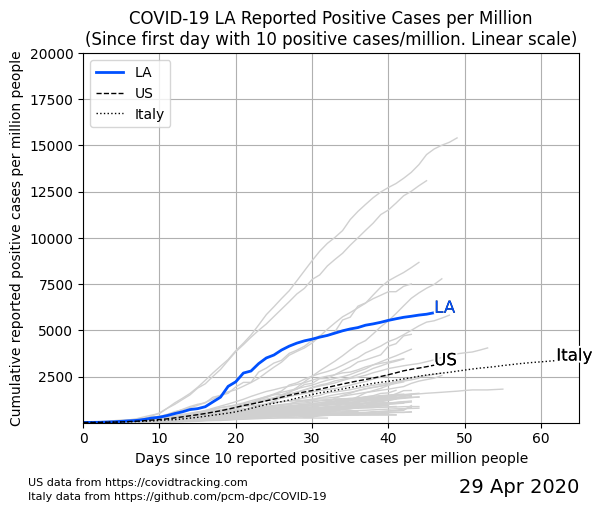 COVID-19 LA Reported Positive Cases per Million
(Since first day with 10 positive cases/million. Linear scale)
Cumulative reported positive cases per million people
20000
17500
15000
12500
10000
7500
5000
2500
LA
US
Italy
LA
US
Italy
0 10 20 30 40 50 60
Days since 10 reported positive cases per million people
US data from https://covidtracking.com
Italy data from https://github.com/pcm-dpc/COVID-19
29 Apr 2020